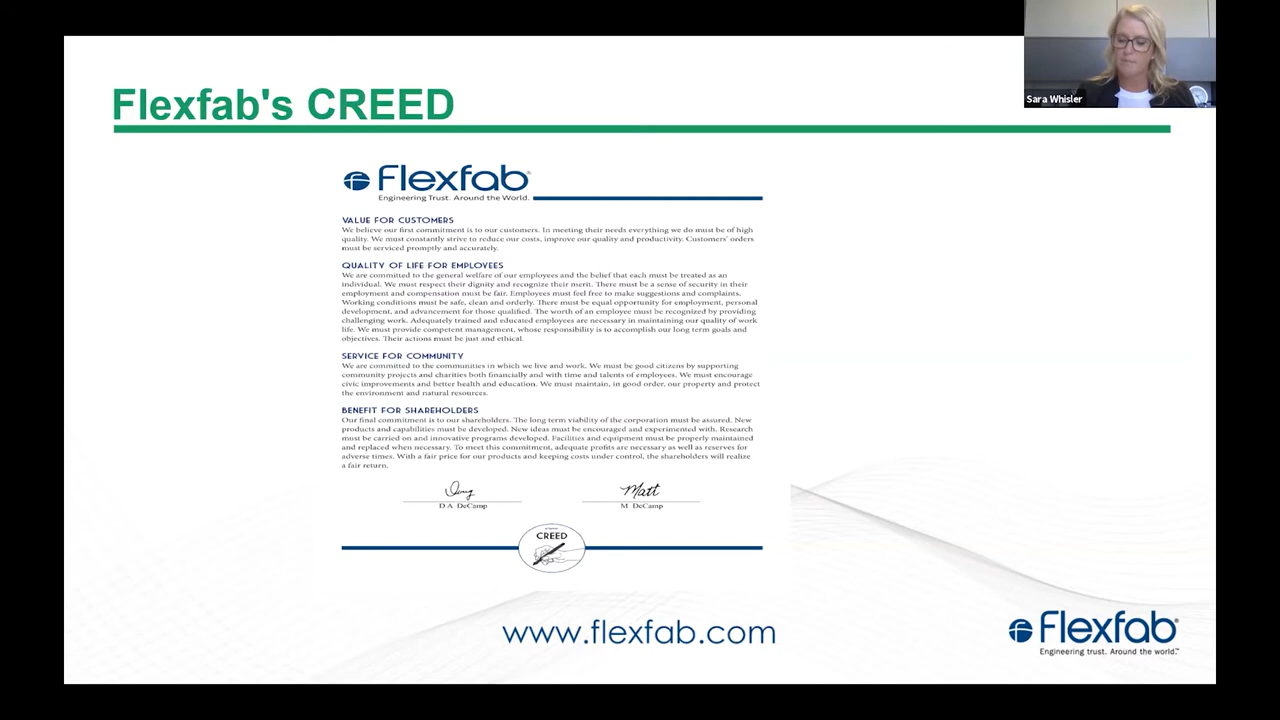 Sara Whisler
Flexfab's CREED
Flexfab
Engineering Trust. Around the World.
VALUE FOR CUSTOMERS
We believe our first commitment is to our customers. In meeting their needs everything we do must be of high
quality. We must constantly strive to reduce our costs, improve our quality and productivity. Customers' orders
must be serviced promptly and accurately.
QUALITY OF LIFE FOR EMPLOYEES
We are committed to the general welfare of our employees and the belief that each must be treated as an
individual. We must respect their dignity and recognize their merit. There must be a sense of security in their
employment and compensation must be fair. Employees must feel free to make suggestions and complaints.
Working conditions must be safe, clean and orderly. There must be equal opportunity for employment, personal
development, and advancement for those qualified. The worth of an employee must be recognized by providing
challenging work. Adequately trained and educated employees are necessary in maintaining our quality of work
life. We must provide competent management, whose responsibility is to accomplish our long term goals and
objectives. Their actions must be just and ethical.
SERVICE FOR COMMUNITY
We are committed to the communities in which we live and work. We must be good citizens by supporting
community projects and charities both financially and with time and talents of employees. We must encourage
civic improvements and better health and education. We must maintain, in good order, our property and protect
the environment and natural resources.
BENEFIT FOR SHAREHOLDERS
Our final commitment is to our shareholders. The long term viability of the corporation must be assured. New
products and capabilities must be developed. New ideas must be encouraged and experimented with. Research
must be carried on and innovative programs developed. Facilities and equipment must be properly maintained
and replaced when necessary. To meet this commitment, adequate profits are necessary as well as reserves for
adverse times. With a fair price for our products and keeping costs under control, the shareholders will realize
a fair return.
Doug Matt
D A DeCamp M DeCamp
CREED
www.flexfab.com
Flexfab
Engineering trust. Around the world.™